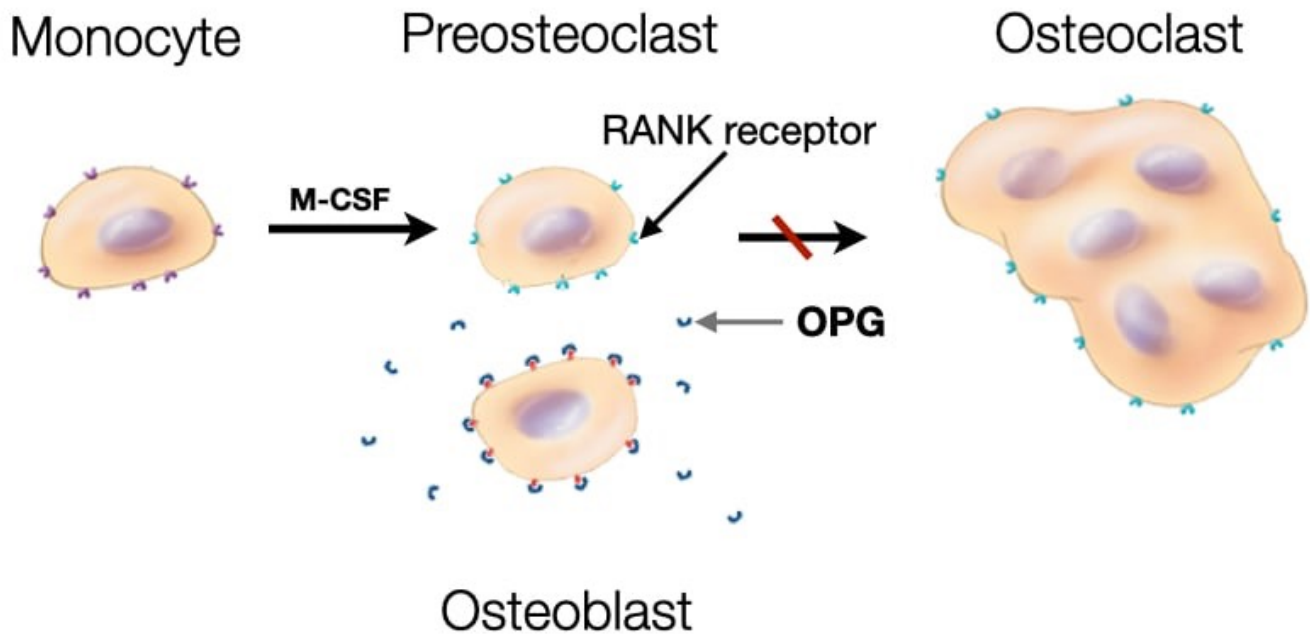 Monocyte
Preosteoclast
Osteoclast
RANK receptor
M-CSF
OPG
Osteoblast